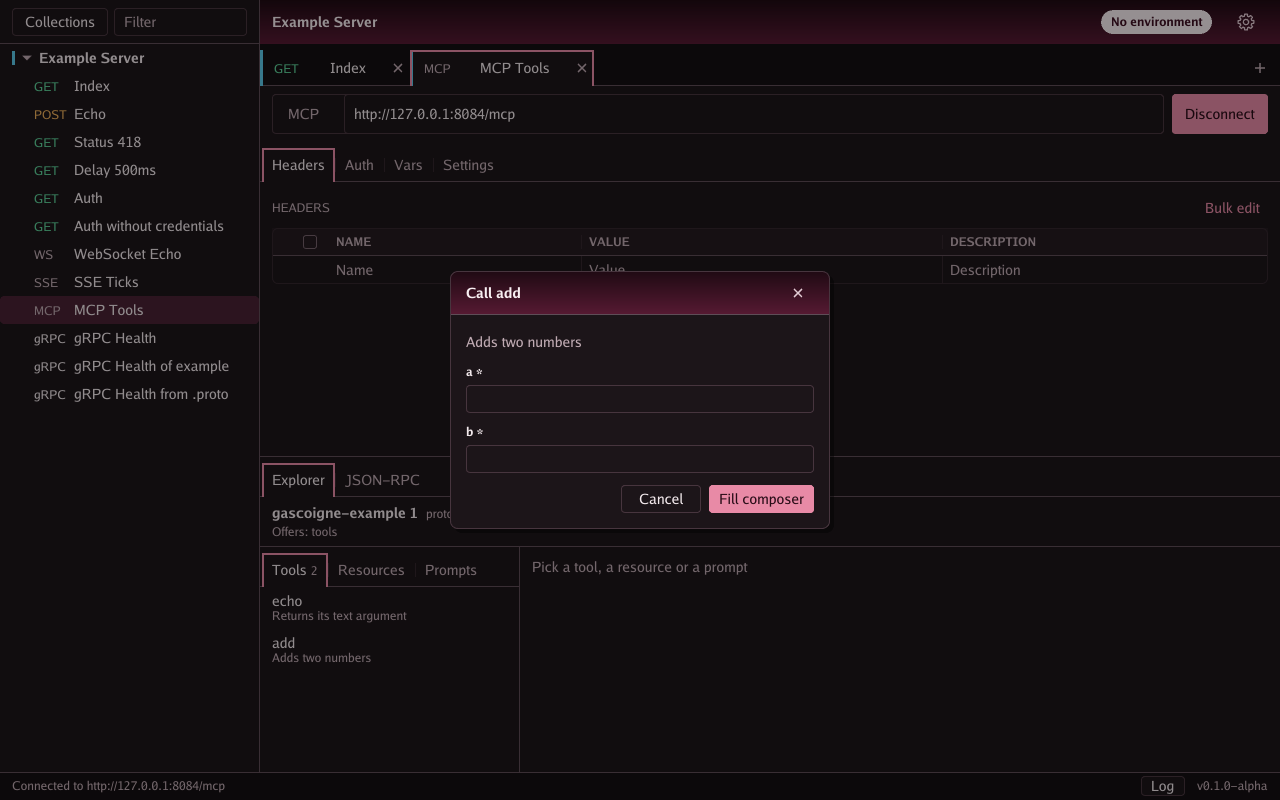 Collections
Filter
Example Server
No environment
Example Server
GET Index
POST Echo
GET Status 418
GET Delay 500ms
GET Auth
GET Auth without credentials
WS WebSocket Echo
SSE SSE Ticks
MCP MCP Tools
gRPC gRPC Health
gRPC gRPC Health of example
gRPC gRPC Health from .proto
GET Index
MCP MCP Tools
MCP http://127.0.0.1:8084/mcp
Disconnect
Headers Auth Vars Settings
HEADERS
Bulk edit
NAME VALUE DESCRIPTION
Name Value Description
Call add
Adds two numbers
a *
b *
Cancel
Fill composer
Explorer JSON-RPC
gascoigne-example 1
Offers: tools
Tools 2 Resources Prompts
echo
Returns its text argument
add
Adds two numbers
Pick a tool, a resource or a prompt
Connected to http://127.0.0.1:8084/mcp
Log
v0.1.0-alpha